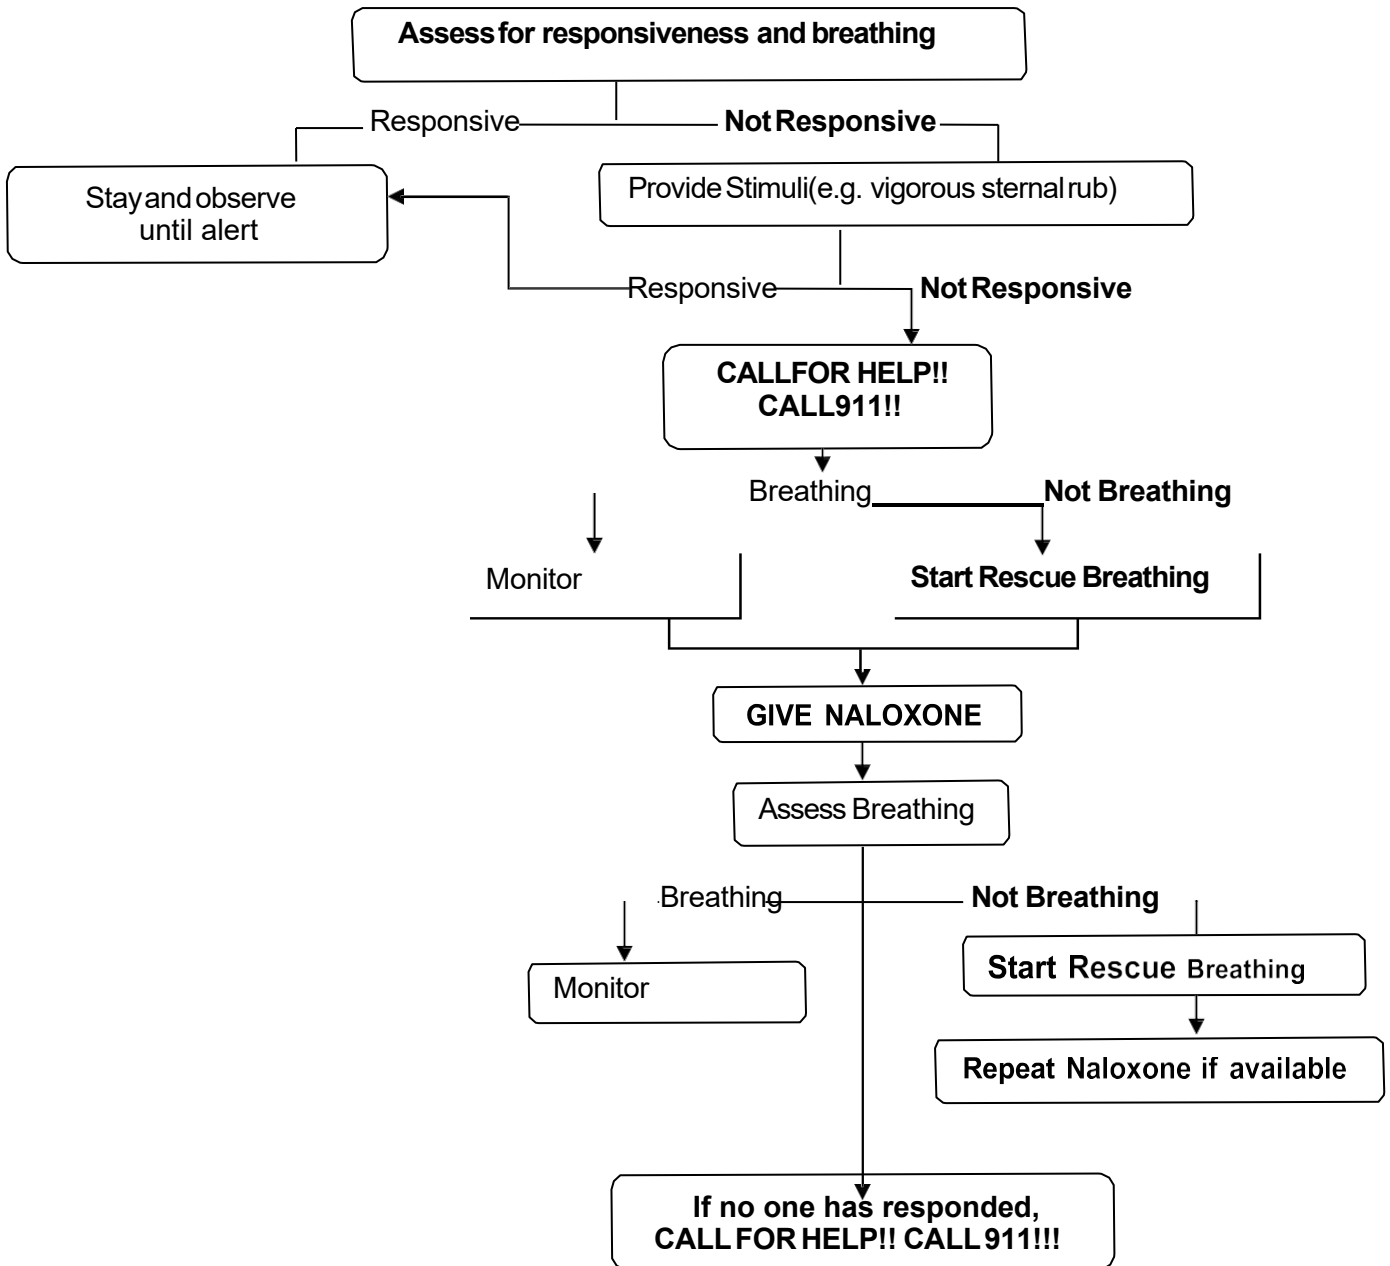 Assess for responsiveness and breathing
Responsive
Not Responsive
Stay and observe
until alert
Provide Stimuli(e.g. vigorous sternal rub)
Responsive
Not Responsive
CALL FOR HELP!!
CALL 911!!
Breathing
Not Breathing
Monitor
Start Rescue Breathing
GIVE NALOXONE
Assess Breathing
Breathing
Not Breathing
Monitor
Start Rescue Breathing
Repeat Naloxone if available
If no one has responded,
CALL FOR HELP!! CALL 911!!!